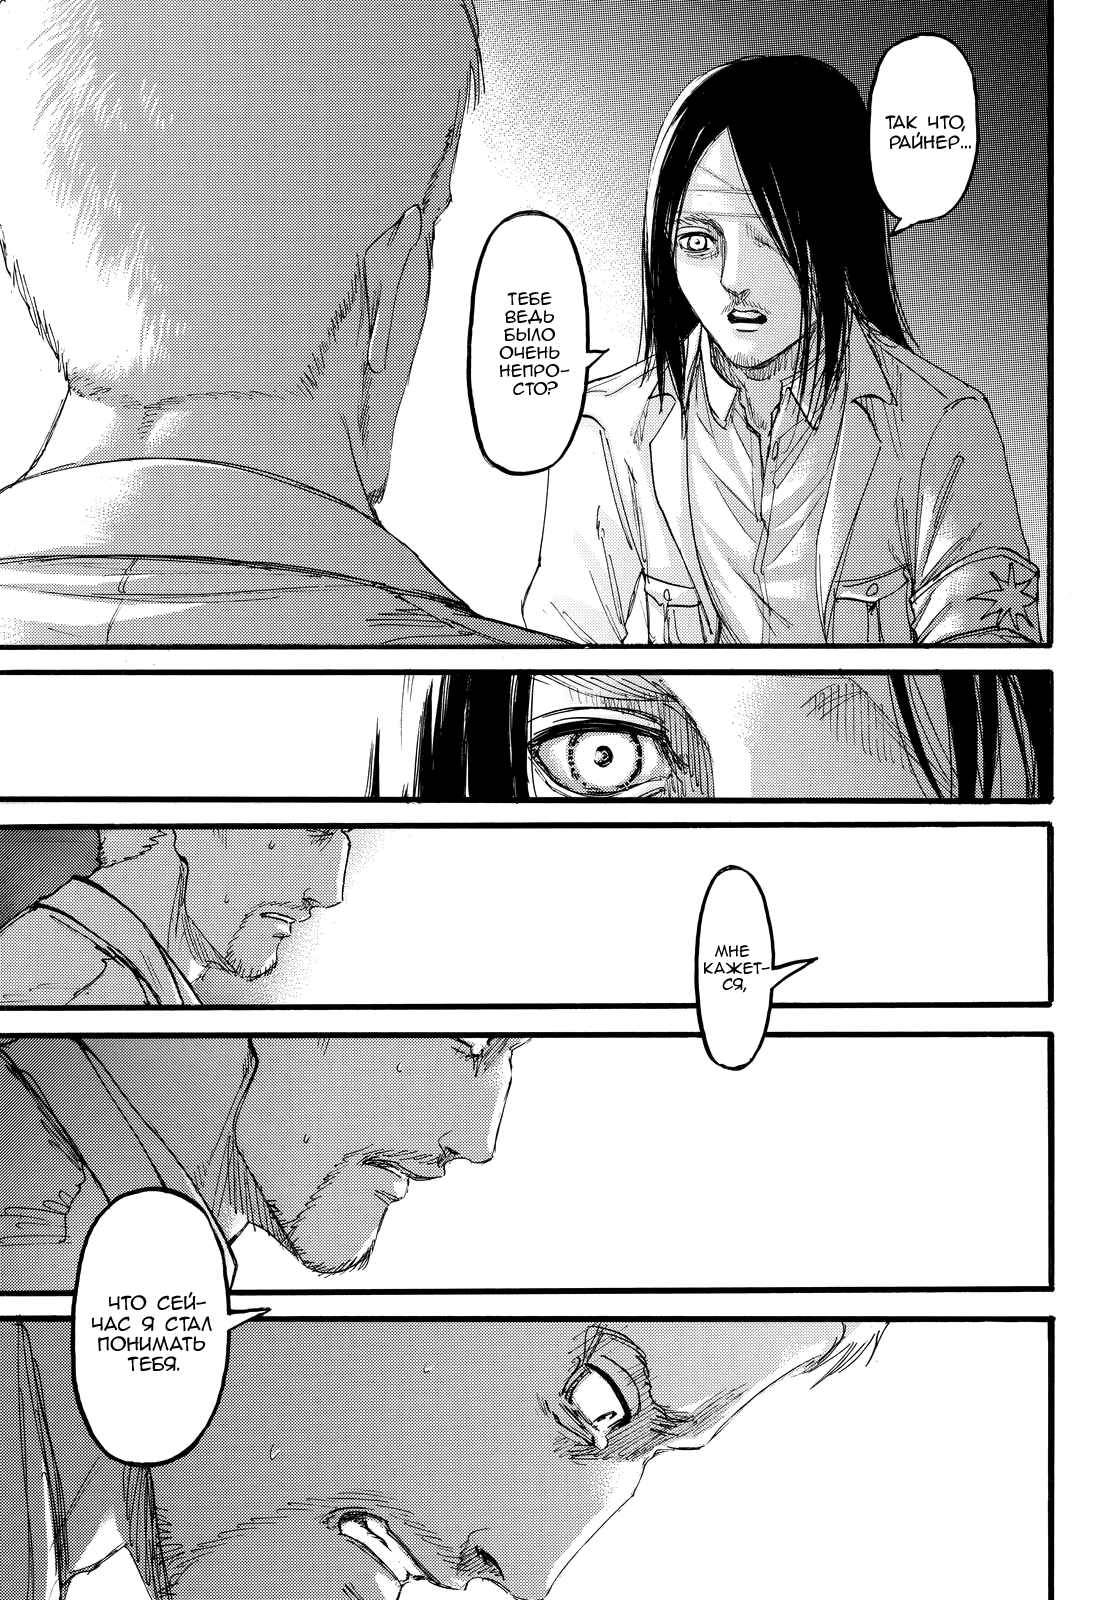 ТАК ЧТО,
РАЙНЕР...
ТЕБЕ
ВЕДЬ
БЫЛО
ОЧЕНЬ
НЕПРО-
СТО?
МНЕ
КАЖЕТ-
СЯ,
ЧТО СЕЙ-
ЧАС Я СТАЛ
ПОНИМАТЬ
ТЕБЯ.